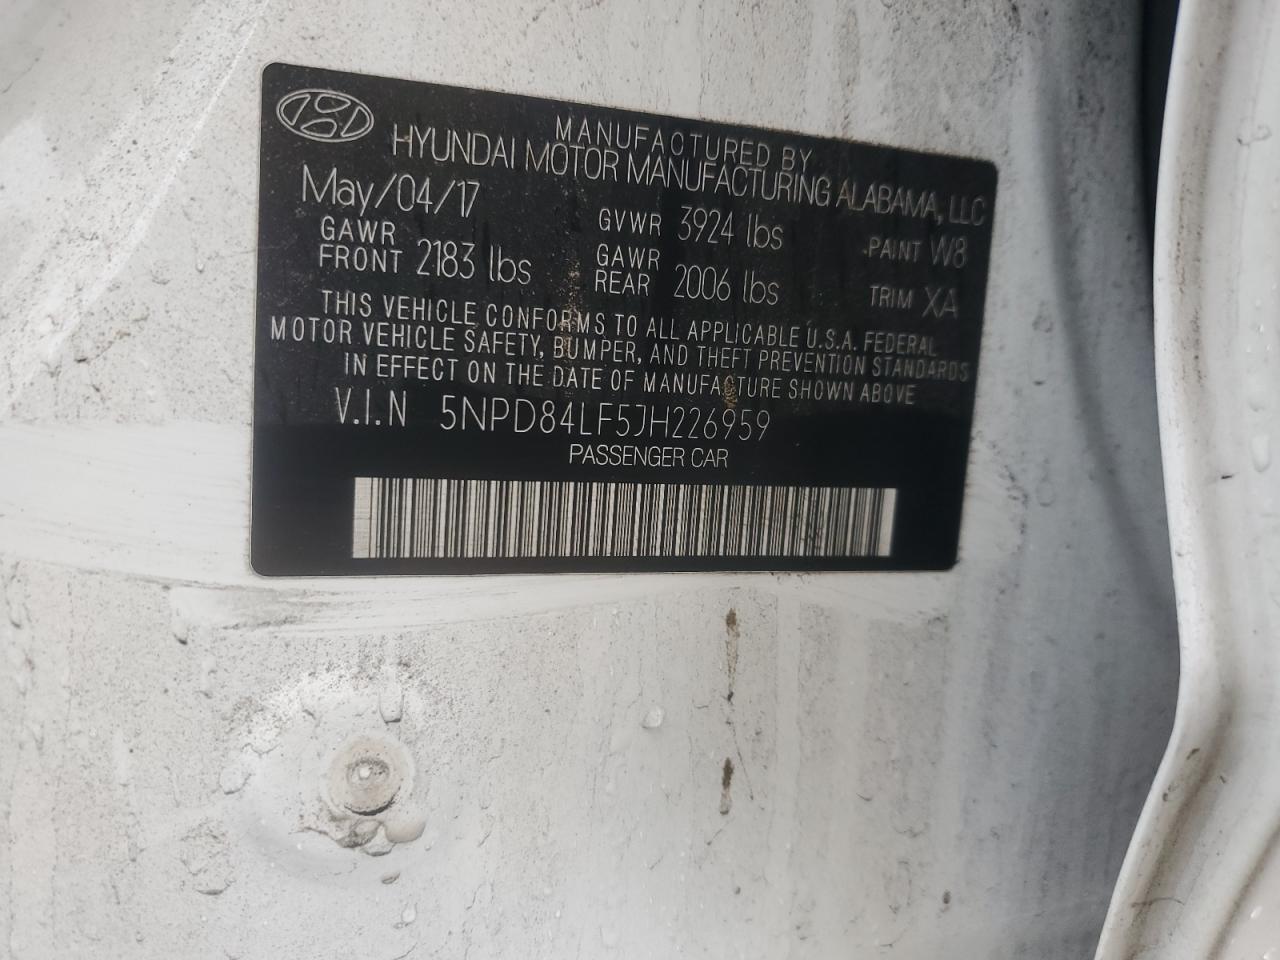 MANUFACTURED BY
HYUNDAI MOTOR MANUFACTURING ALABAMA, LLC
May/04/17
GVWR 3924 lbs
PAINT W8
GAWR FRONT 2183 lbs
GAWR REAR 2006 lbs
TRIM XA
THIS VEHICLE CONFORMS TO ALL APPLICABLE U.S.A. FEDERAL
MOTOR VEHICLE SAFETY, BUMPER, AND THEFT PREVENTION STANDARDS
IN EFFECT ON THE DATE OF MANUFACTURE SHOWN ABOVE
V.I.N 5NPD84LF5JH226959
PASSENGER CAR